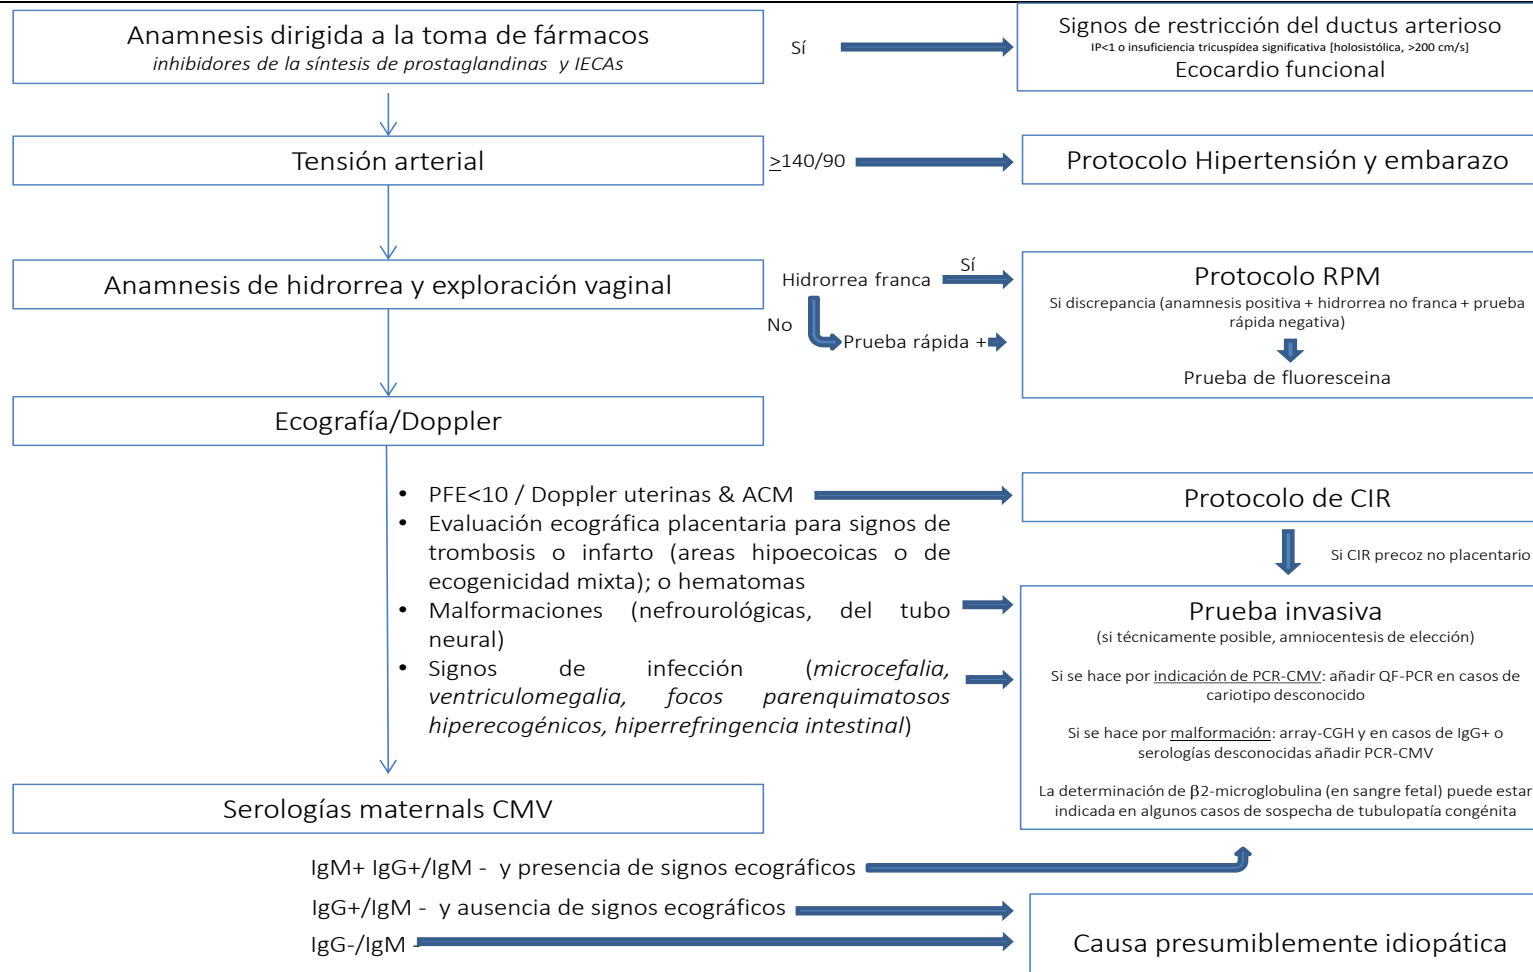 Anamnesis dirigida a la toma de fármacos
inhibidores de la síntesis de prostaglandinas y IECAs
Sí
Signos de restricción del ductus arterioso
IP<1 o insuficiencia tricuspídea significativa [holosistólica, >200 cm/s]
Ecocardio funcional
Tensión arterial
≥140/90
Protocolo Hipertensión y embarazo
Anamnesis de hidrorrea y exploración vaginal
Hidrorrea franca
Sí
No
Prueba rápida +
Protocolo RPM
Si discrepancia (anamnesis positiva + hidrorrea no franca + prueba
rápida negativa)
Prueba de fluoresceina
Ecografía/Doppler
• PFE<10 / Doppler uterinas & ACM
• Evaluación ecográfica placentaria para signos de
trombosis o infarto (areas hipoecoicas o de
ecogenicidad mixta); o hematomas
• Malformaciones (nefrourológicas, del tubo
neural)
• Signos de infección (microcefalia,
ventriculomegalia, focos parenquimatosos
hiperecogénicos, hiperrefringencia intestinal)
Protocolo de CIR
Si CIR precoz no placentario
Prueba invasiva
(si técnicamente posible, amniocentesis de elección)
Si se hace por indicación de PCR-CMV: añadir QF-PCR en casos de
cariotipo desconocido
Si se hace por malformación: array-CGH y en casos de IgG+ o
serologías desconocidas añadir PCR-CMV
La determinación de β2-microglobulina (en sangre fetal) puede estar
indicada en algunos casos de sospecha de tubulopatía congénita
Serologías maternals CMV
IgM+ IgG+/IgM - y presencia de signos ecográficos
IgG+/IgM - y ausencia de signos ecográficos
IgG-/IgM -
Causa presumiblemente idiopática